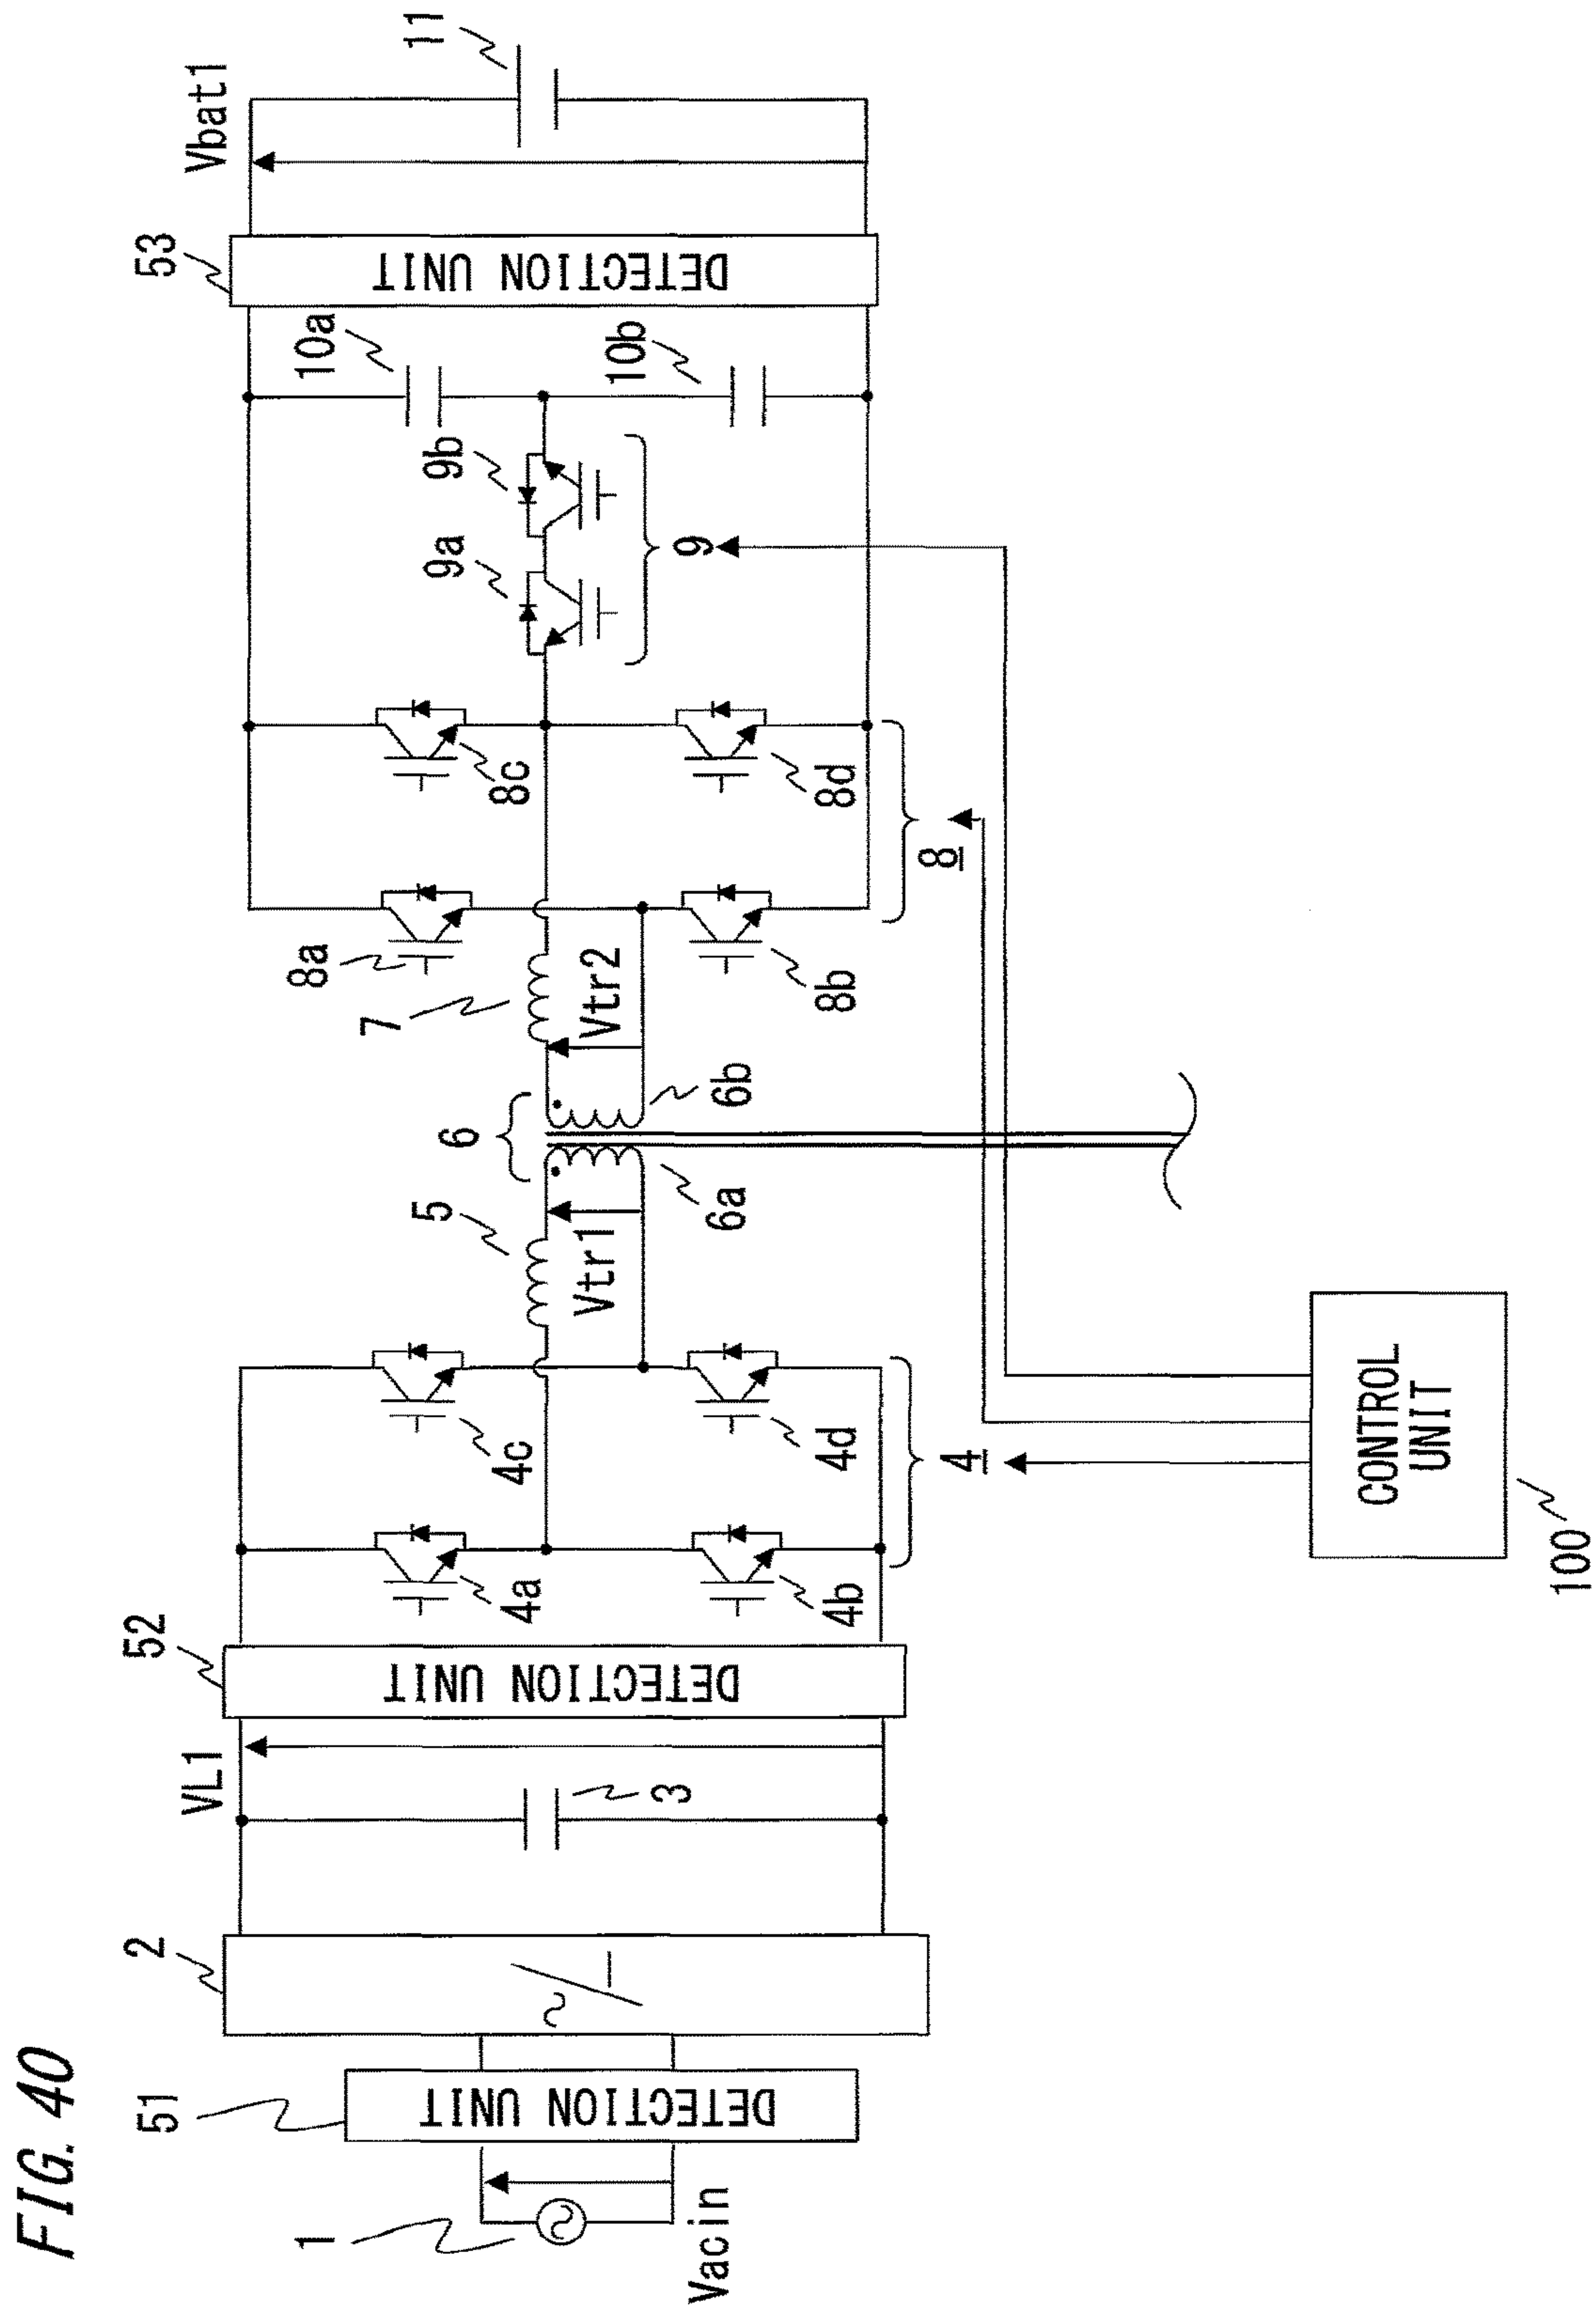 FIG. 40
Vbat1
11
53
DETECTION UNIT
10a
10b
9b
9a
9
8c
8d
8
8a
8b
7
Vtr2
6
6b
6a
5
Vtr1
4c
4d
4
4a
4b
52
DETECTION UNIT
VL1
3
2
51
DETECTION UNIT
1
Vacin
CONTROL
UNIT
100